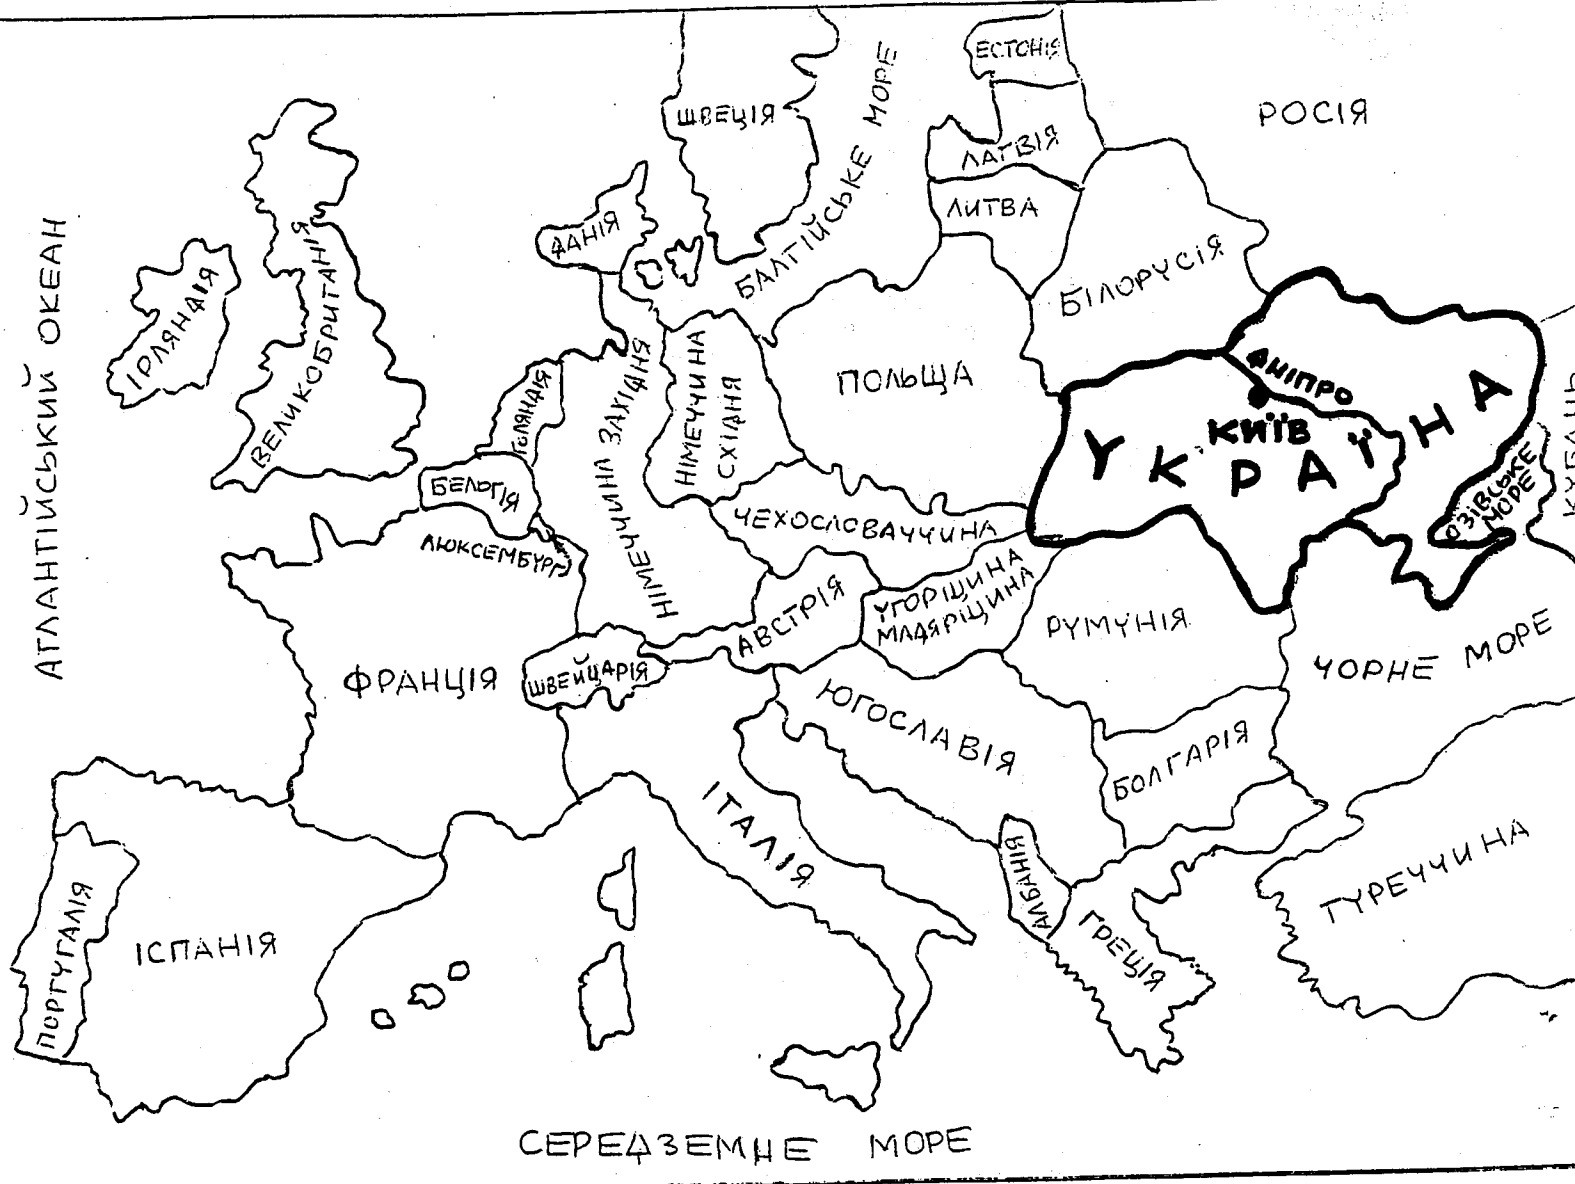 ЕСТОНІЯ
ШВЕЦІЯ
БАЛТІЙСЬКЕ МОРЕ
РОСІЯ
ЛАТВІЯ
ЛИТВА
ДАНІЯ
БІЛОРУСІЯ
АТЛАНТІЙСЬКИЙ ОКЕАН
ІРЛЯНДІЯ
ВЕЛИКОБРИТАНІЯ
ГОЛЯНДІЯ
НІМЕЧЧИНА ЗАХІДНЯ
НІМЕЧЧИНА
СХІДНЯ
ПОЛЬЩА
ДНІПРО
КИЇВ
УКРАЇНА
КУБАНЬ
ОЗІВСЬКЕ
МОРЕ
БЕЛЬГІЯ
ЛЮКСЕМБУРГ
ЧЕХОСЛОВАЧЧИНА
АВСТРІЯ
УГОРЩИНА
МАДЯРЩИНА
РУМУНІЯ
ЧОРНЕ МОРЕ
ФРАНЦІЯ
ШВЕЙЦАРІЯ
ЮГОСЛАВІЯ
БОЛГАРІЯ
ІТАЛІЯ
АЛБАНІЯ
ГРЕЦІЯ
ТУРЕЧЧИНА
ПОРТУГАЛІЯ
ІСПАНІЯ
СЕРЕДЗЕМНЕ МОРЕ